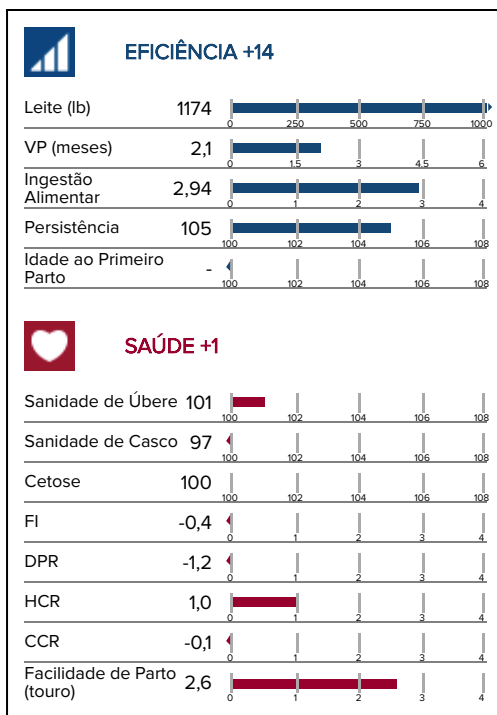 EFICIÊNCIA +14
Leite (lb) 1174
0 250 500 750 1000
VP (meses) 2,1
0 1.5 3 4.5 6
Ingestão
Alimentar 2,94
0 1 2 3 4
Persistência 105
100 102 104 106 108
Idade ao Primeiro
Parto -
100 102 104 106 108
SAÚDE +1
Sanidade de Úbere 101
100 102 104 106 108
Sanidade de Casco 97
100 102 104 106 108
Cetose 100
100 102 104 106 108
FI -0,4
0 1 2 3 4
DPR -1,2
0 1 2 3 4
HCR 1,0
0 1 2 3 4
CCR -0,1
0 1 2 3 4
Facilidade de Parto
(touro) 2,6
0 1 2 3 4